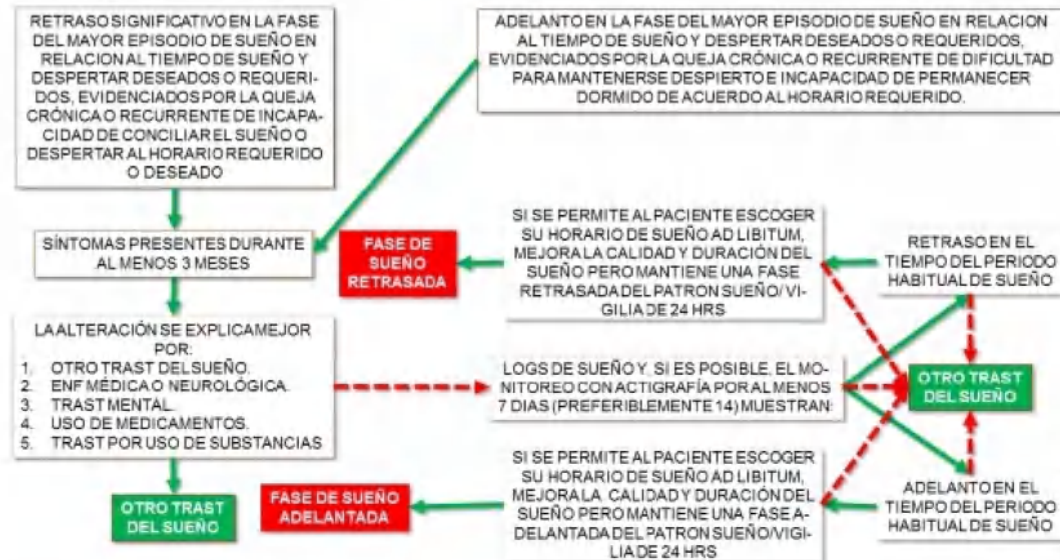 RETRASO SIGNIFICATIVO EN LA FASE
DEL MAYOR EPISODIO DE SUEÑO EN
RELACION AL TIEMPO DE SUEÑO Y
DESPERTAR DESEADOS O REQUERI-
DOS, EVIDENCIADOS POR LA QUEJA
CRÓNICA O RECURRENTE DE INCAPA-
CIDAD DE CONCILIAR EL SUEÑO O
DESPERTAR AL HORARIO REQUERIDO
O DESEADO
ADELANTO EN LA FASE DEL MAYOR EPISODIO DE SUEÑO EN RELACION
AL TIEMPO DE SUEÑO Y DESPERTAR DESEADOS O REQUERIDOS,
EVIDENCIADOS POR LA QUEJA CRÓNICA O RECURRENTE DE DIFICULTAD
PARA MANTENERSE DESPIERTO E INCAPACIDAD DE PERMANECER
DORMIDO DE ACUERDO AL HORARIO REQUERIDO.
SÍNTOMAS PRESENTES DURANTE
AL MENOS 3 MESES
FASE DE
SUEÑO
RETRASADA
SI SE PERMITE AL PACIENTE ESCOGER
SU HORARIO DE SUEÑO AD LIBITUM,
MEJORA LA CALIDAD Y DURACIÓN DEL
SUEÑO PERO MANTIENE UNA FASE
RETRASADA DEL PATRON SUEÑO/ VI-
GILIA DE 24 HRS
RETRASO EN EL
TIEMPO DEL PERIODO
HABITUAL DE SUEÑO
LA ALTERACIÓN SE EXPLICA MEJOR
POR:
1. OTRO TRAST DEL SUEÑO.
2. ENF MÉDICA O NEUROLÓGICA.
3. TRAST MENTAL.
4. USO DE MEDICAMENTOS.
5. TRAST POR USO DE SUBSTANCIAS
LOGS DE SUEÑO Y, SI ES POSIBLE, EL MO-
NITOREO CON ACTIGRAFÍA POR AL MENOS
7 DIAS (PREFERIBLEMENTE 14) MUESTRAN:
OTRO TRAST
DEL SUEÑO
OTRO TRAST
DEL SUEÑO
FASE DE SUEÑO
ADELANTADA
SI SE PERMITE AL PACIENTE ESCOGER
SU HORARIO DE SUEÑO AD LIBITUM,
MEJORA LA CALIDAD Y DURACIÓN DEL
SUEÑO PERO MANTIENE UNA FASE A-
DELANTADA DEL PATRON SUEÑO/VIGI-
LIA DE 24 HRS
ADELANTO EN EL
TIEMPO DEL PERIODO
HABITUAL DE SUEÑO